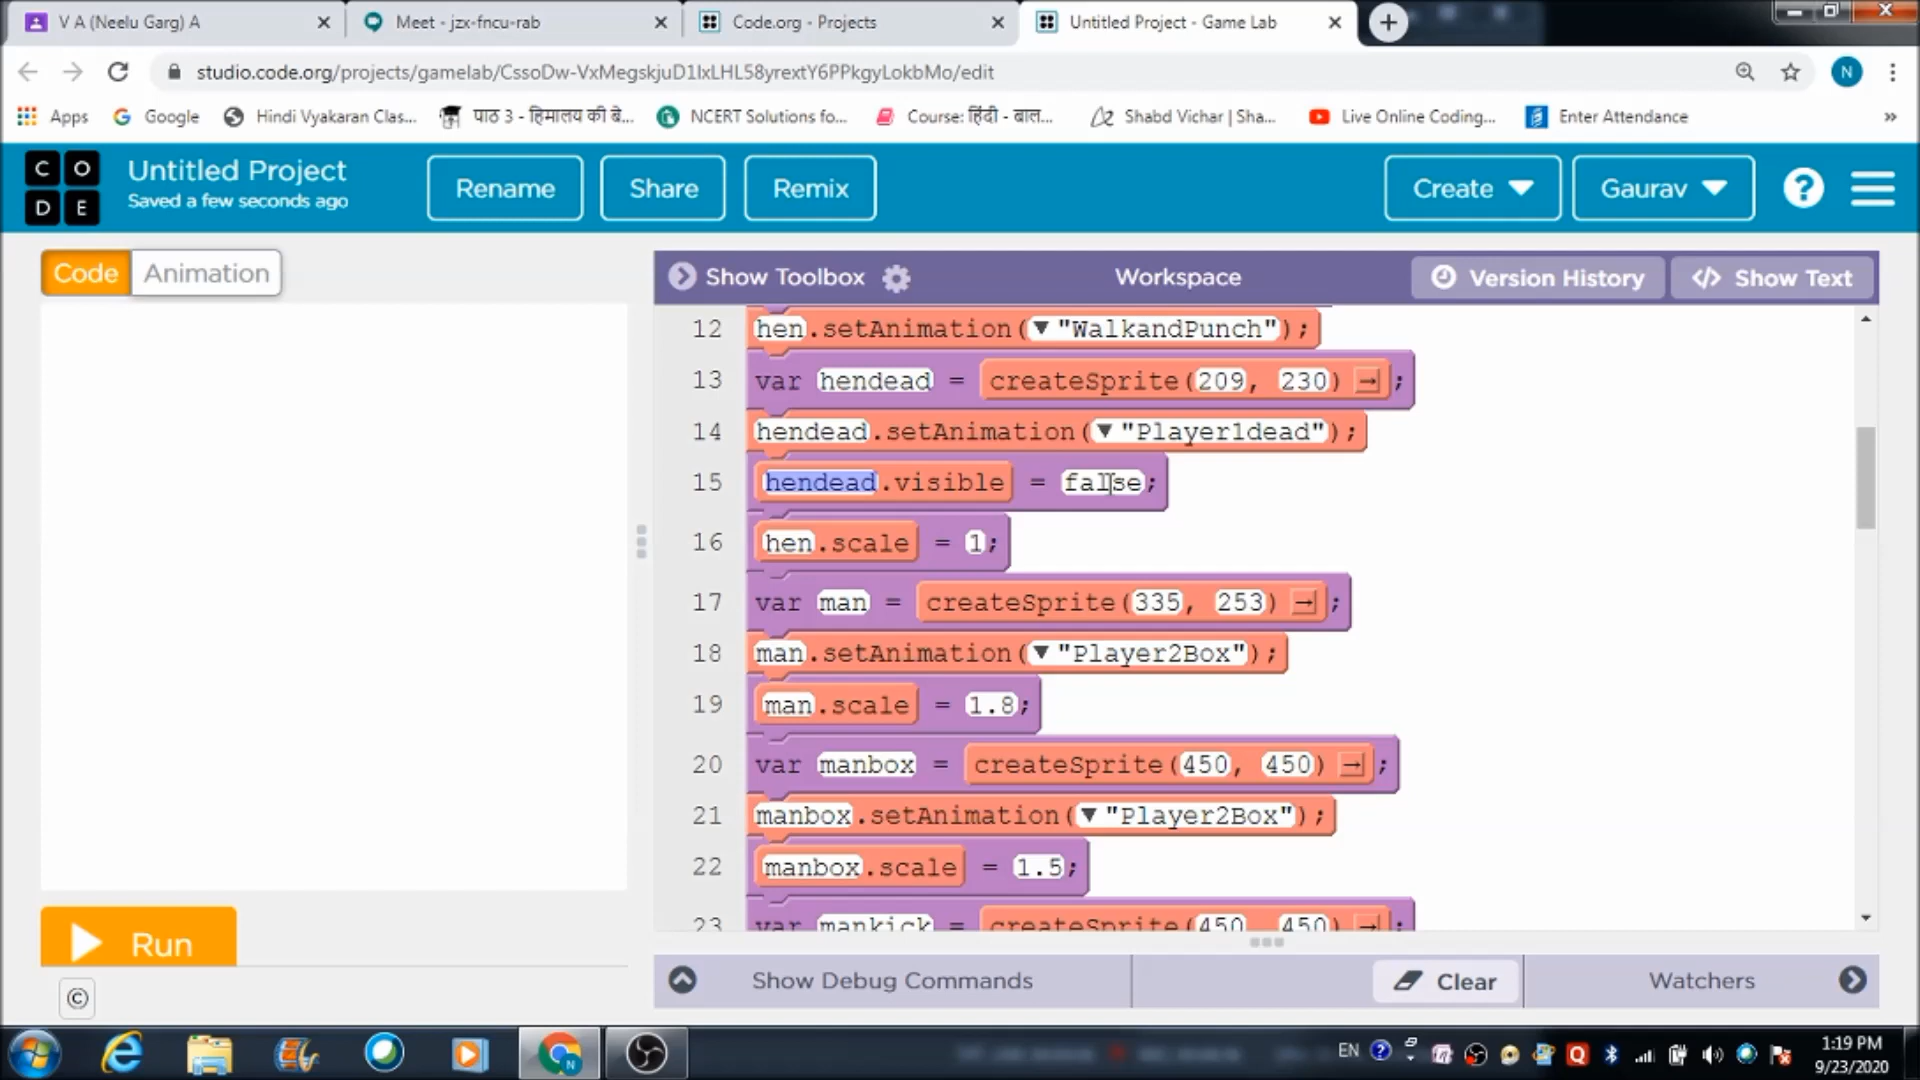 V A (Neelu Garg) A
Meet - jzx-fncu-rab
Code.org - Projects
Untitled Project - Game Lab
studio.code.org/projects/gamelab/CssoDw-VxMegskjuD1lxLHL58yrextY6PPkgyLokbMo/edit
N
Apps
Google
Hindi Vyakaran Clas...
पाठ 3 - हिमालय की बे...
NCERT Solutions fo...
Course: हिंदी - बाल...
Shabd Vichar | Sha...
Live Online Coding...
Enter Attendance
»
C O D E
Untitled Project
Saved a few seconds ago
Rename
Share
Remix
Create
Gaurav
?
Code
Animation
Show Toolbox
Workspace
Version History
</> Show Text
12 hen.setAnimation(▼ "WalkandPunch");
13 var hendead = createSprite(209, 230) → ;
14 hendead.setAnimation(▼ "Player1dead");
15 hendead.visible = false;
16 hen.scale = 1;
17 var man = createSprite(335, 253) → ;
18 man.setAnimation(▼ "Player2Box");
19 man.scale = 1.8;
20 var manbox = createSprite(450, 450) → ;
21 manbox.setAnimation(▼ "Player2Box");
22 manbox.scale = 1.5;
23 var mankick = createSprite(450, 450) → ;
Run
©
Show Debug Commands
Clear
Watchers
EN
1:19 PM
9/23/2020